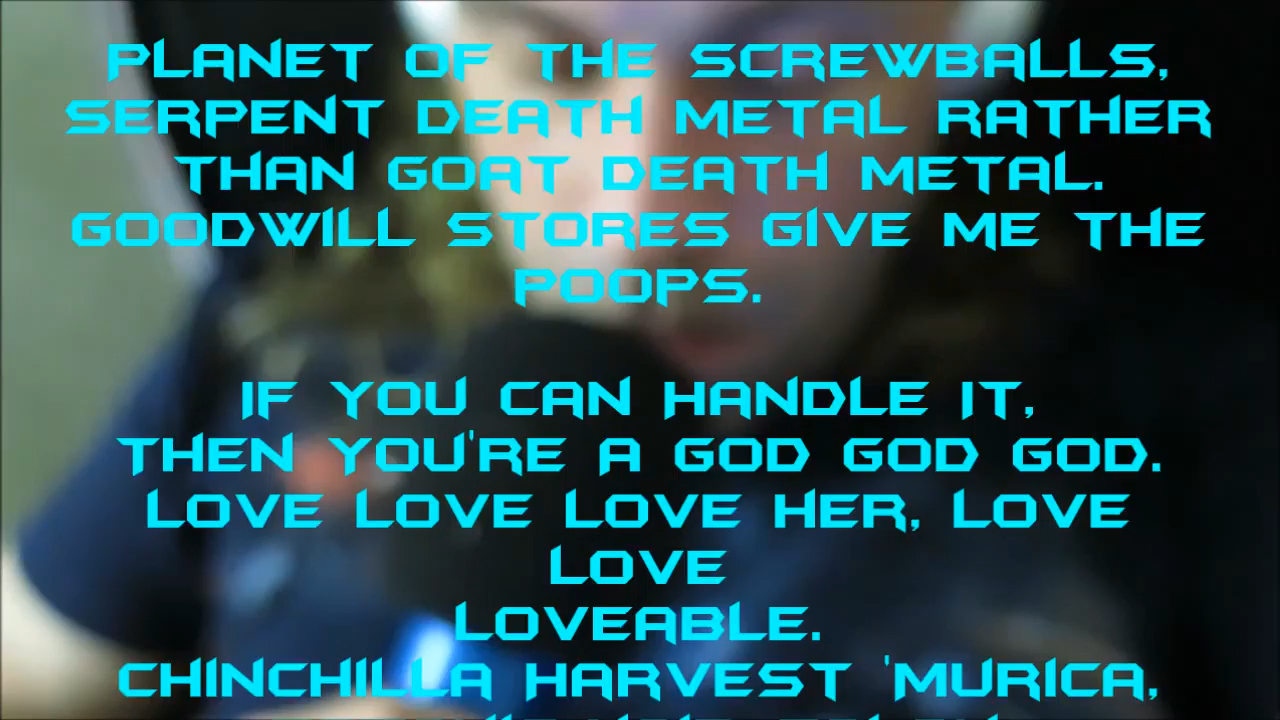 PLANET OF THE SCREWBALLS,
SERPENT DEATH METAL RATHER
THAN GOAT DEATH METAL.
GOODWILL STORES GIVE ME THE
POOPS.
IF YOU CAN HANDLE IT,
THEN YOU'RE A GOD GOD GOD.
LOVE LOVE LOVE HER, LOVE
LOVE
LOVEABLE.
CHINCHILLA HARVEST 'MURICA,